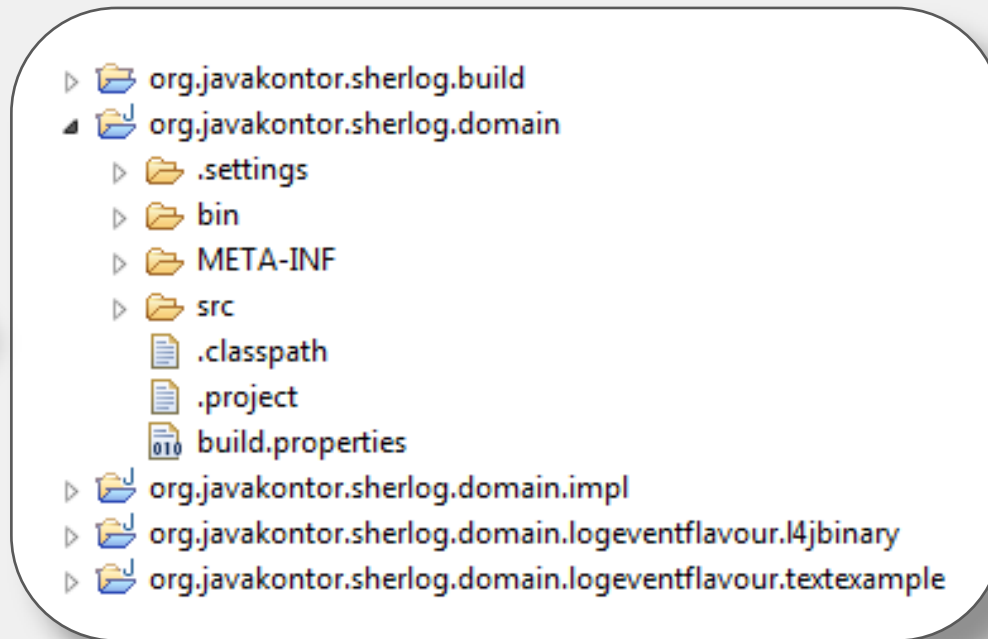 org.javakontor.sherlog.build
org.javakontor.sherlog.domain
.settings
bin
META-INF
src
.classpath
.project
010 build.properties
org.javakontor.sherlog.domain.impl
org.javakontor.sherlog.domain.logeventflavour.l4jbinary
org.javakontor.sherlog.domain.logeventflavour.textexample